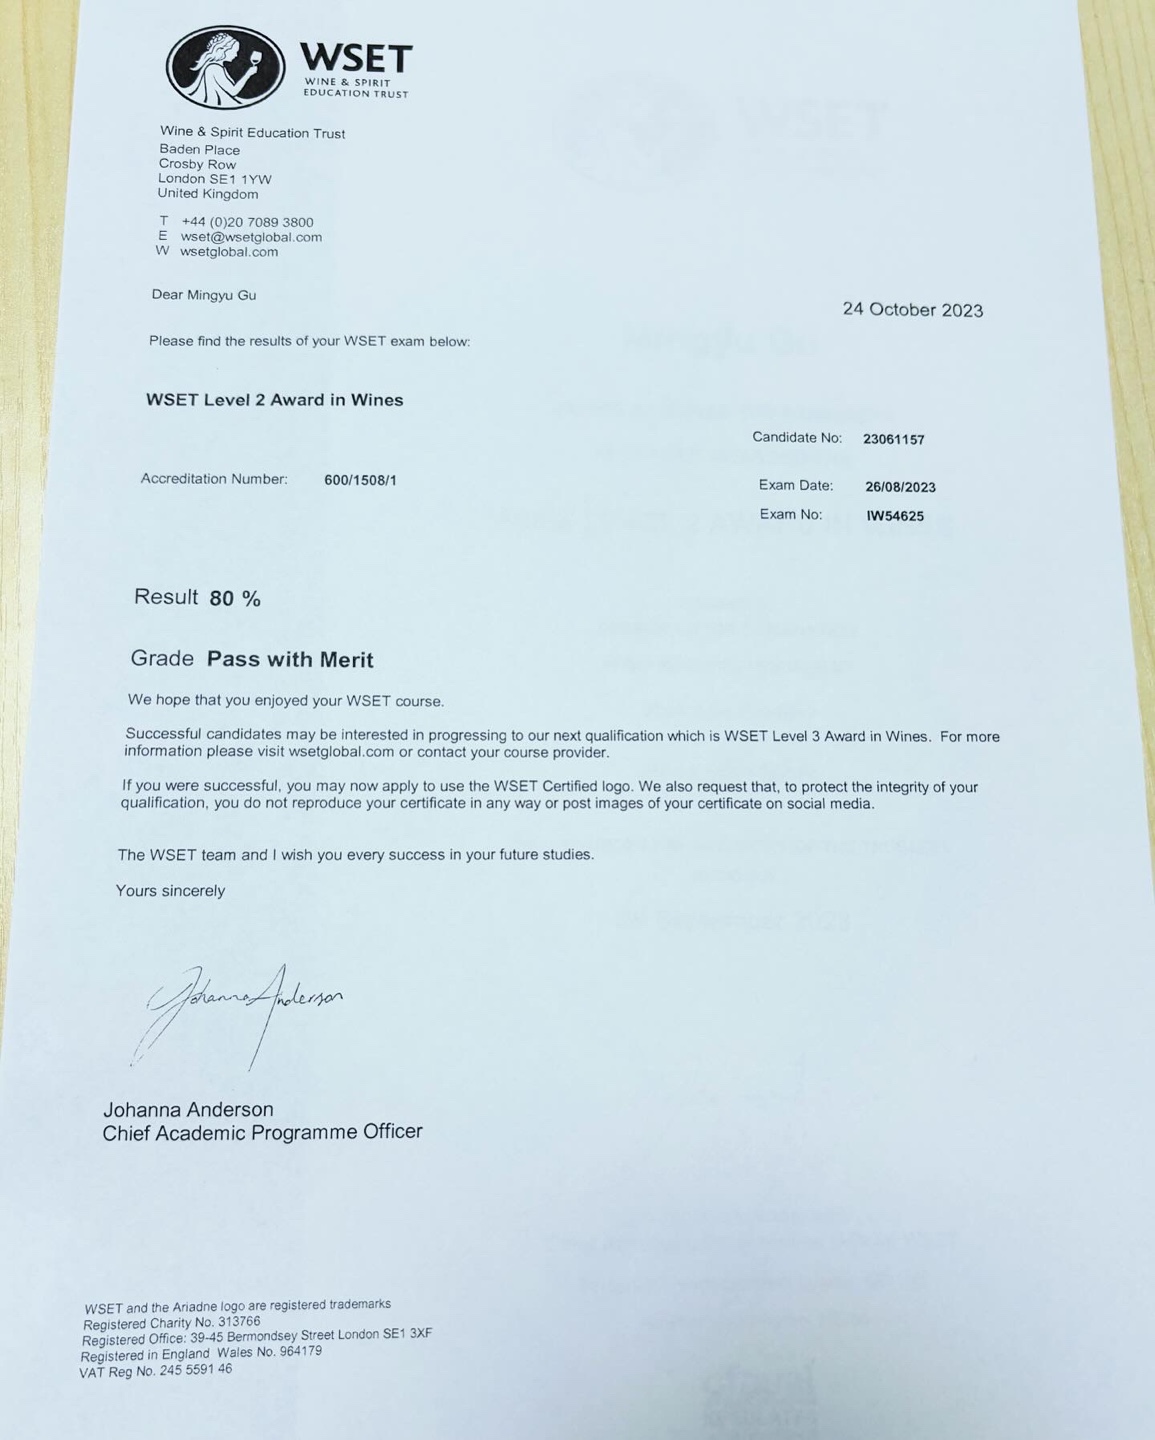 WSET
WINE & SPIRIT
EDUCATION TRUST
Wine & Spirit Education Trust
Baden Place
Crosby Row
London SE1 1YW
United Kingdom
T +44 (0)20 7089 3800
E wset@wsetglobal.com
W wsetglobal.com
Dear Mingyu Gu
24 October 2023
Please find the results of your WSET exam below:
WSET Level 2 Award in Wines
Candidate No: 23061157
Accreditation Number: 600/1508/1
Exam Date: 26/08/2023
Exam No: IW54625
Result 80 %
Grade Pass with Merit
We hope that you enjoyed your WSET course.
Successful candidates may be interested in progressing to our next qualification which is WSET Level 3 Award in Wines. For more
information please visit wsetglobal.com or contact your course provider.
If you were successful, you may now apply to use the WSET Certified logo. We also request that, to protect the integrity of your
qualification, you do not reproduce your certificate in any way or post images of your certificate on social media.
The WSET team and I wish you every success in your future studies.
Yours sincerely
Johanna Anderson
Johanna Anderson
Chief Academic Programme Officer
WSET and the Ariadne logo are registered trademarks
Registered Charity No. 313766
Registered Office: 39-45 Bermondsey Street London SE1 3XF
Registered in England Wales No. 964179
VAT Reg No. 245 5591 46